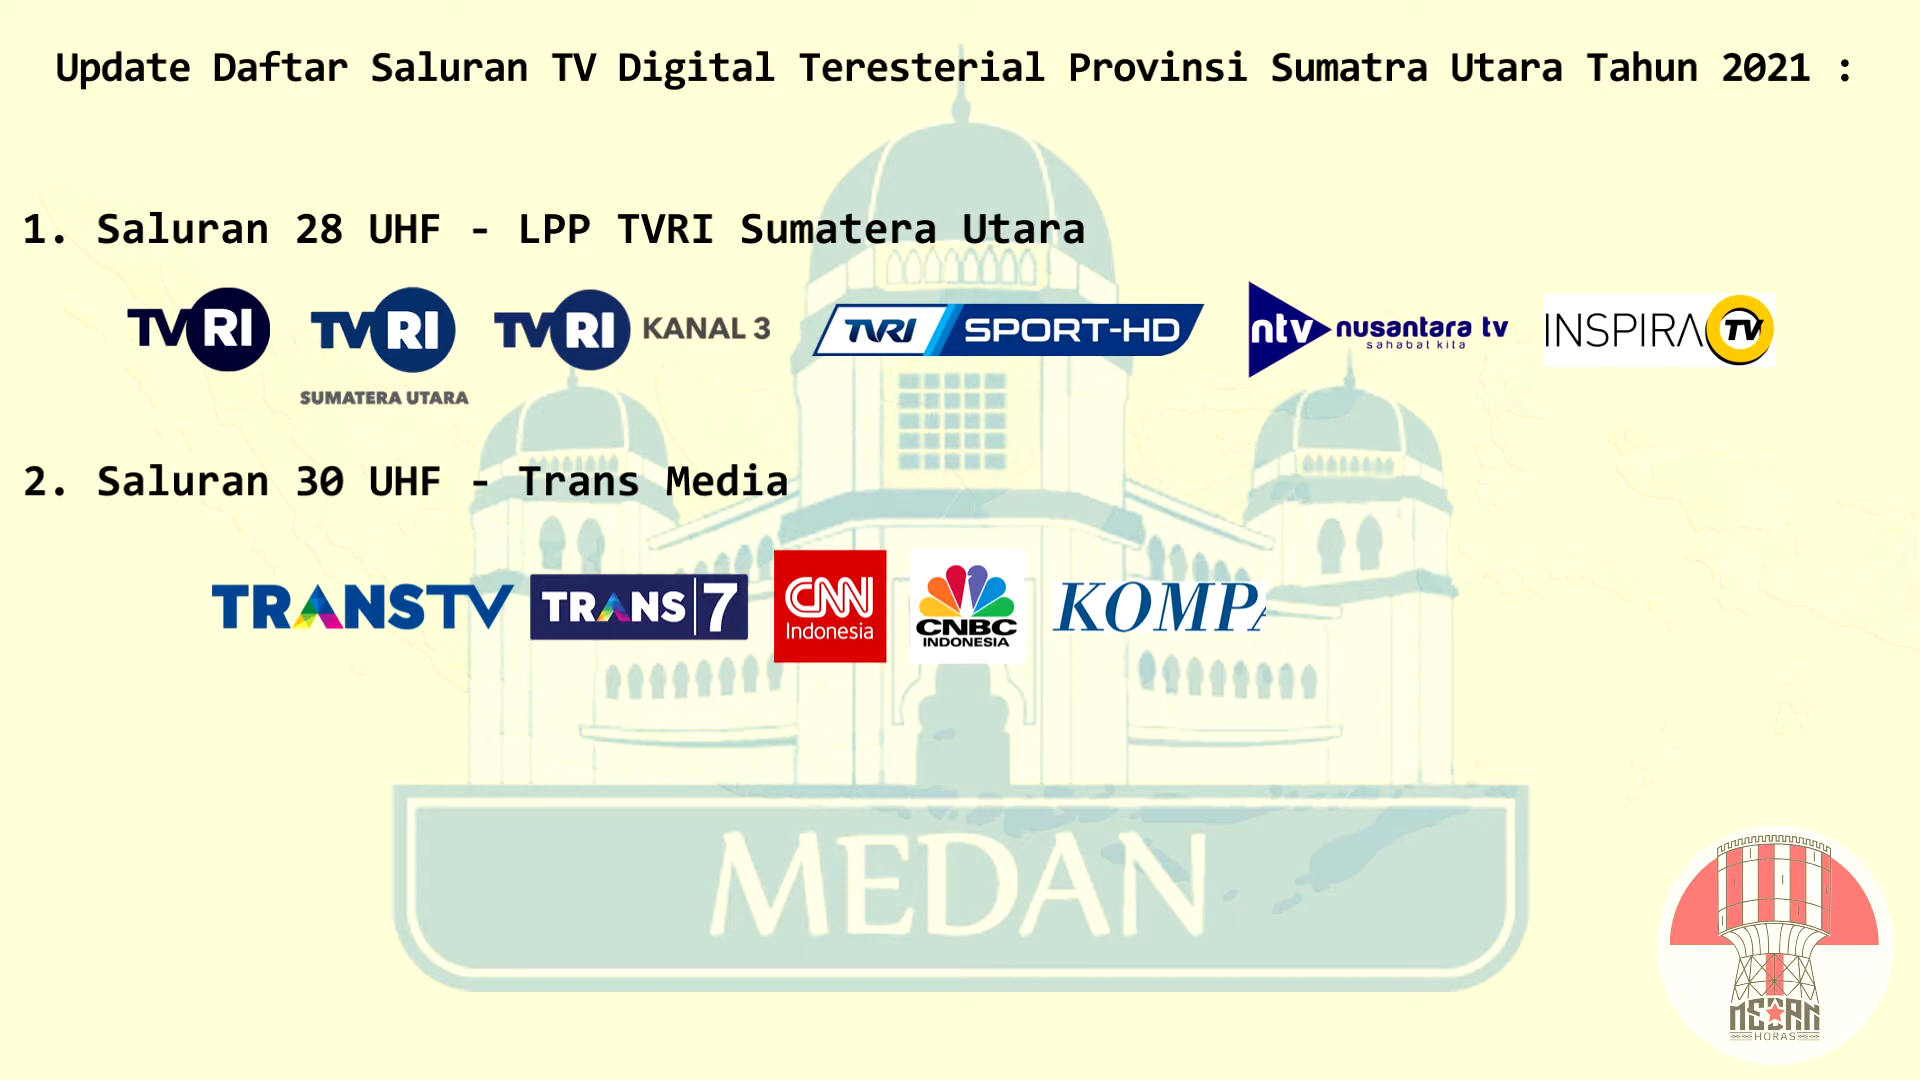 Update Daftar Saluran TV Digital Teresterial Provinsi Sumatra Utara Tahun 2021 :
1. Saluran 28 UHF - LPP TVRI Sumatera Utara
TVRI
TVRI
SUMATERA UTARA
TVRI KANAL 3
TVRI SPORT-HD
ntv nusantara tv
sahabat kita
INSPIRA TV
2. Saluran 30 UHF - Trans Media
TRANSTV
TRANS 7
CNN
Indonesia
CNBC
INDONESIA
KOMPA
MEDAN
MEDAN
HORAS